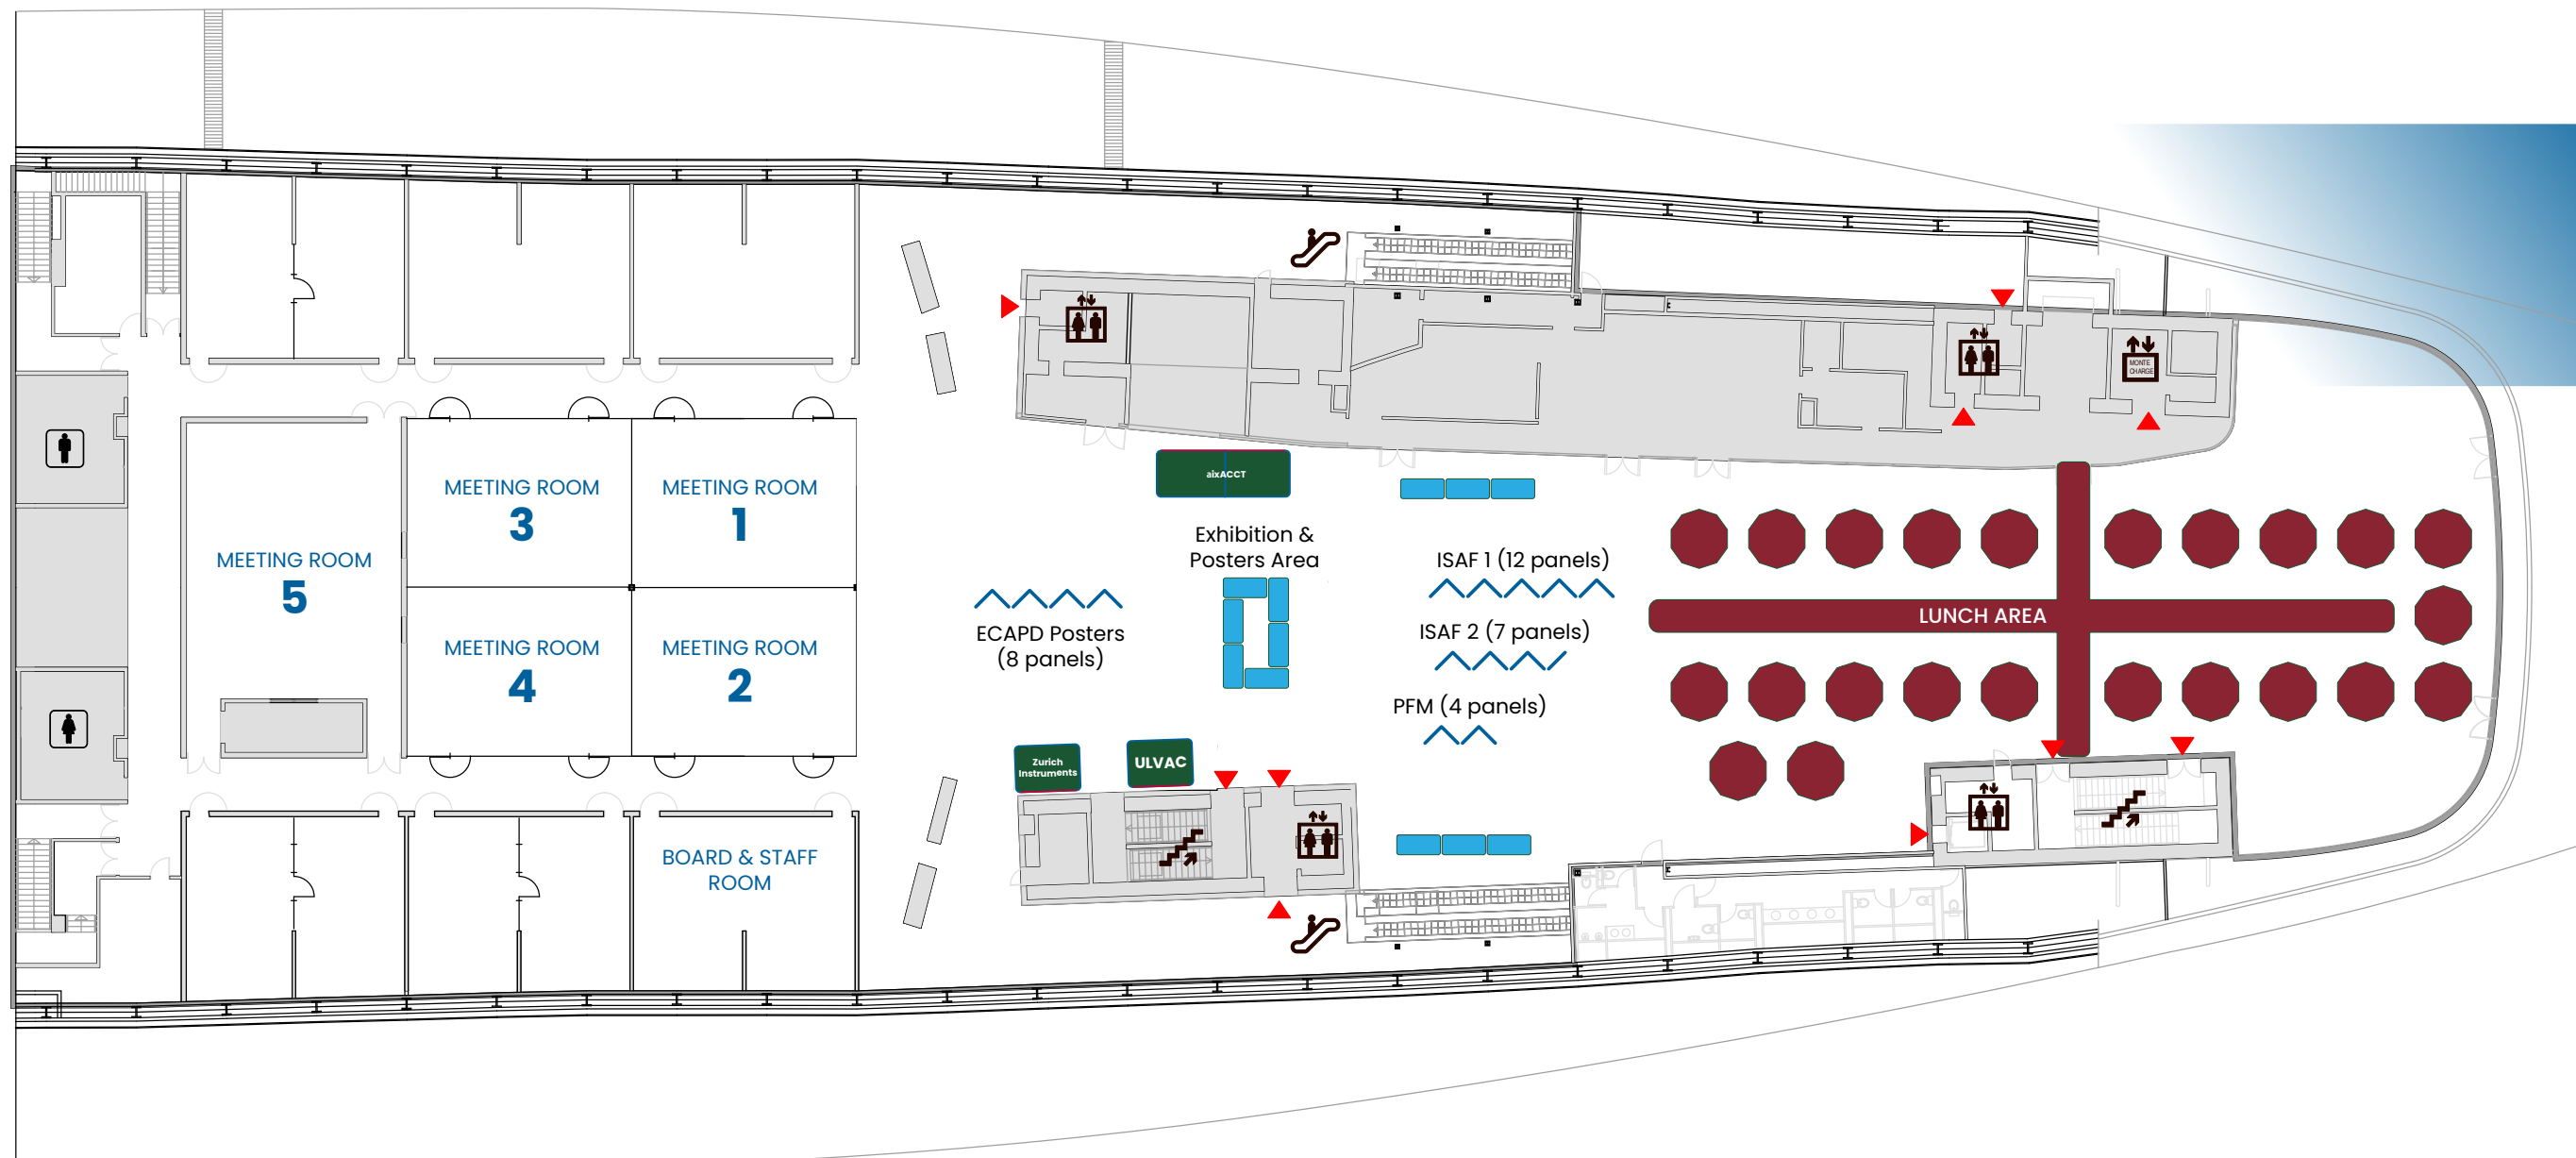 MONTE
CHARGE
aixACCT
MEETING ROOM
3
MEETING ROOM
1
MEETING ROOM
5
MEETING ROOM
4
MEETING ROOM
2
Exhibition &
Posters Area
ECAPD Posters
(8 panels)
ISAF 1 (12 panels)
ISAF 2 (7 panels)
PFM (4 panels)
LUNCH AREA
Zurich
Instruments
ULVAC
BOARD & STAFF
ROOM